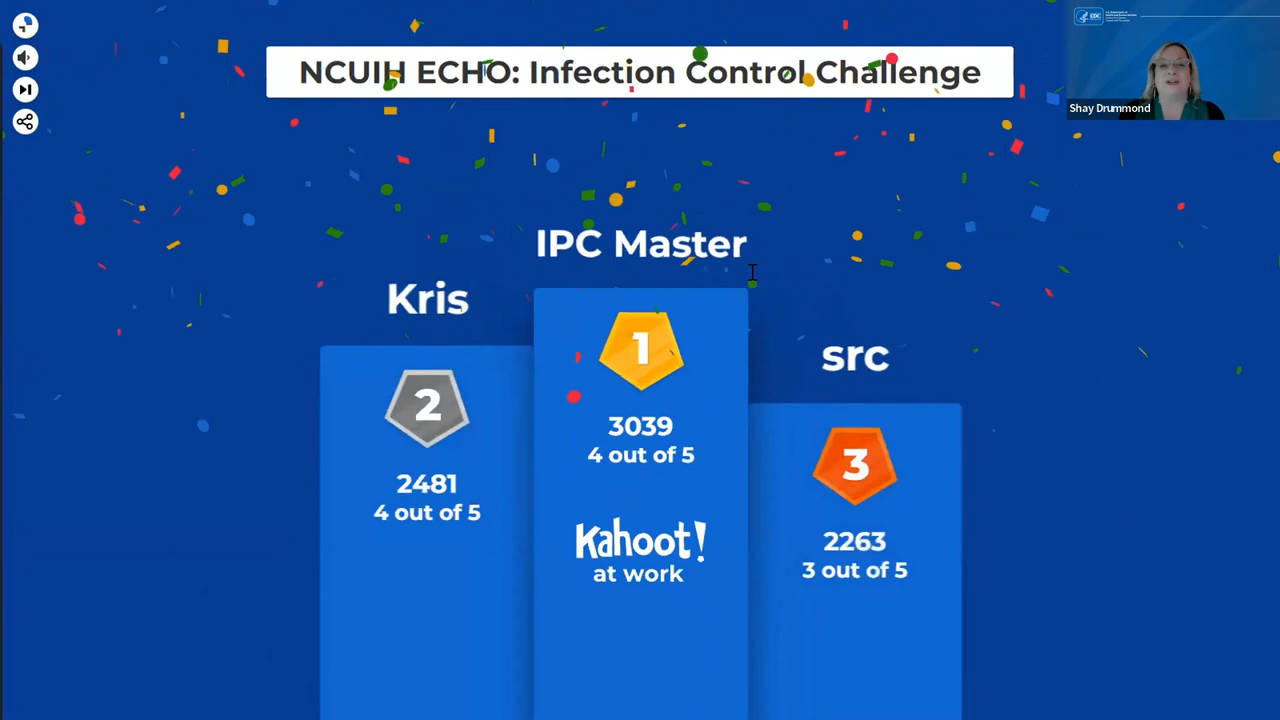 NCUIH ECHO: Infection Control Challenge
CDC
Shay Drummond
IPC Master
Kris
src
1
3039
4 out of 5
2
2481
4 out of 5
3
2263
3 out of 5
Kahoot!
at work